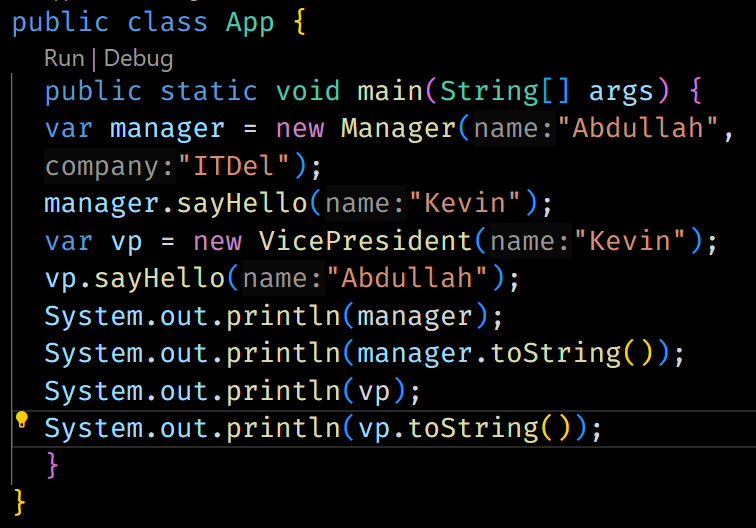 public class App {
Run | Debug
public static void main(String[] args) {
var manager = new Manager(name:"Abdullah",
company:"ITDel");
manager.sayHello(name:"Kevin");
var vp = new VicePresident(name:"Kevin");
vp.sayHello(name:"Abdullah");
System.out.println(manager);
System.out.println(manager.toString());
System.out.println(vp);
System.out.println(vp.toString());
}
}